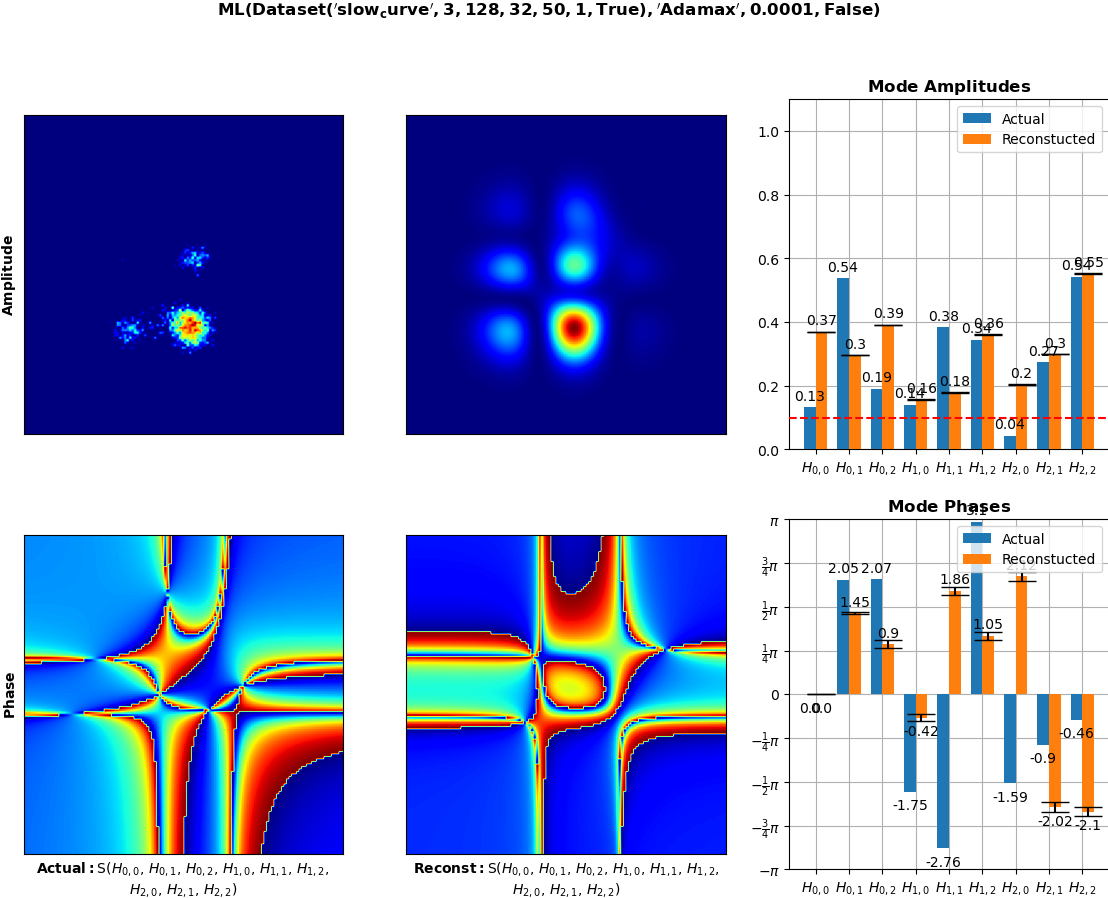 ML(Dataset('slow_curve', 3, 128, 32, 50, 1, True), 'Adamax', 0.0001, False)
Amplitude
Mode Amplitudes
Actual
Reconstucted
1.0
0.8
0.6
0.4
0.2
0.0
0.13 0.37
0.54 0.3
0.19 0.39
0.14 0.16
0.38 0.18
0.34 0.36
0.04 0.2
0.27 0.3
0.54 0.55
H0,0 H0,1 H0,2 H1,0 H1,1 H1,2 H2,0 H2,1 H2,2
Phase
Mode Phases
Actual
Reconstucted
π
3/4π
1/2π
1/4π
0
−1/4π
−1/2π
−3/4π
−π
0.0 0.0
2.05 1.45
2.07 0.9
-1.75 -0.42
-2.76 1.86
3.1 1.05
-1.59 2.12
-0.9 -2.02
-0.46 -2.1
H0,0 H0,1 H0,2 H1,0 H1,1 H1,2 H2,0 H2,1 H2,2
Actual: S(H0,0, H0,1, H0,2, H1,0, H1,1, H1,2,
H2,0, H2,1, H2,2)
Reconst: S(H0,0, H0,1, H0,2, H1,0, H1,1, H1,2,
H2,0, H2,1, H2,2)